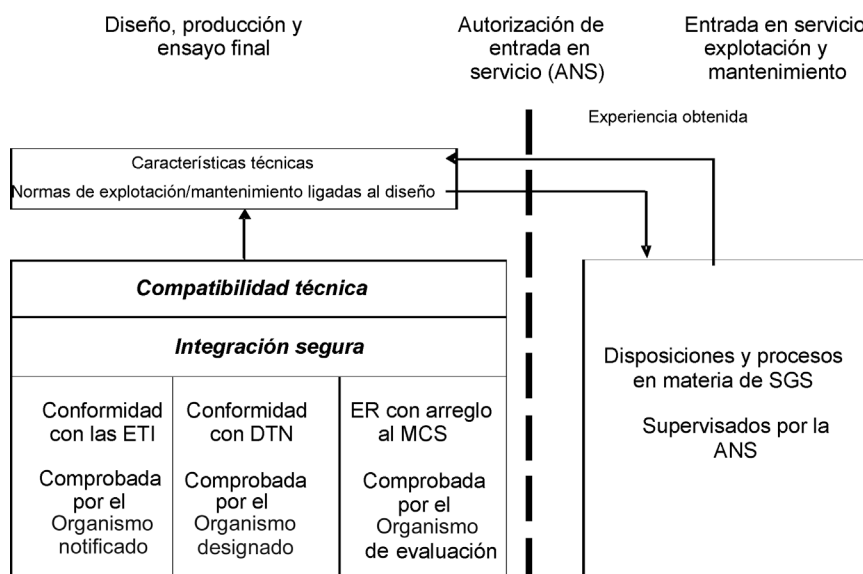 Diseño, producción y
ensayo final
Autorización de
entrada en
servicio (ANS)
Entrada en servicio,
explotación y
mantenimiento
Experiencia obtenida
Características técnicas
Normas de explotación/mantenimiento ligadas al diseño
Compatibilidad técnica
Integración segura
Conformidad
con las ETI
Comprobada
por el
Organismo
notificado
Conformidad
con DTN
Comprobada
por el
Organismo
designado
ER con arreglo
al MCS
Comprobada
por el
Organismo
de evaluación
Disposiciones y procesos
en materia de SGS
Supervisados por la
ANS